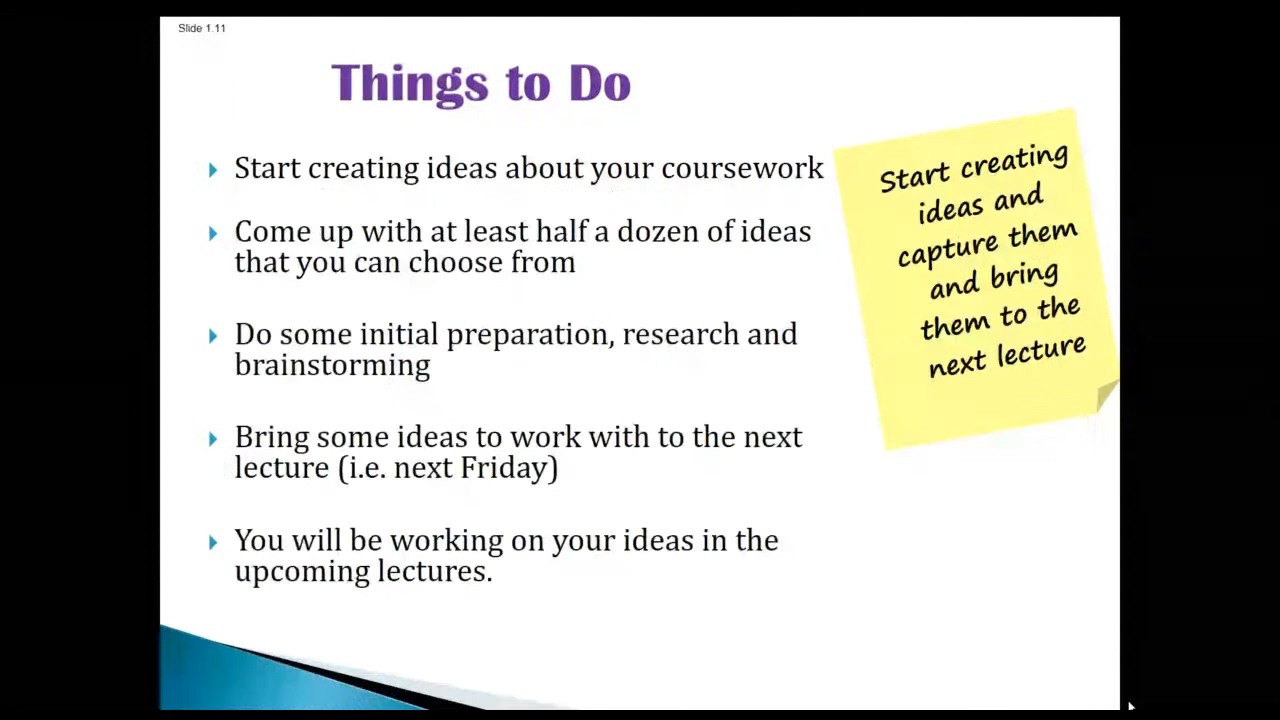 Slide 1.11
Things to Do
Start creating ideas about your coursework
Come up with at least half a dozen of ideas
that you can choose from
Do some initial preparation, research and
brainstorming
Bring some ideas to work with to the next
lecture (i.e. next Friday)
You will be working on your ideas in the
upcoming lectures.
Start creating
ideas and
capture them
and bring
them to the
next lecture